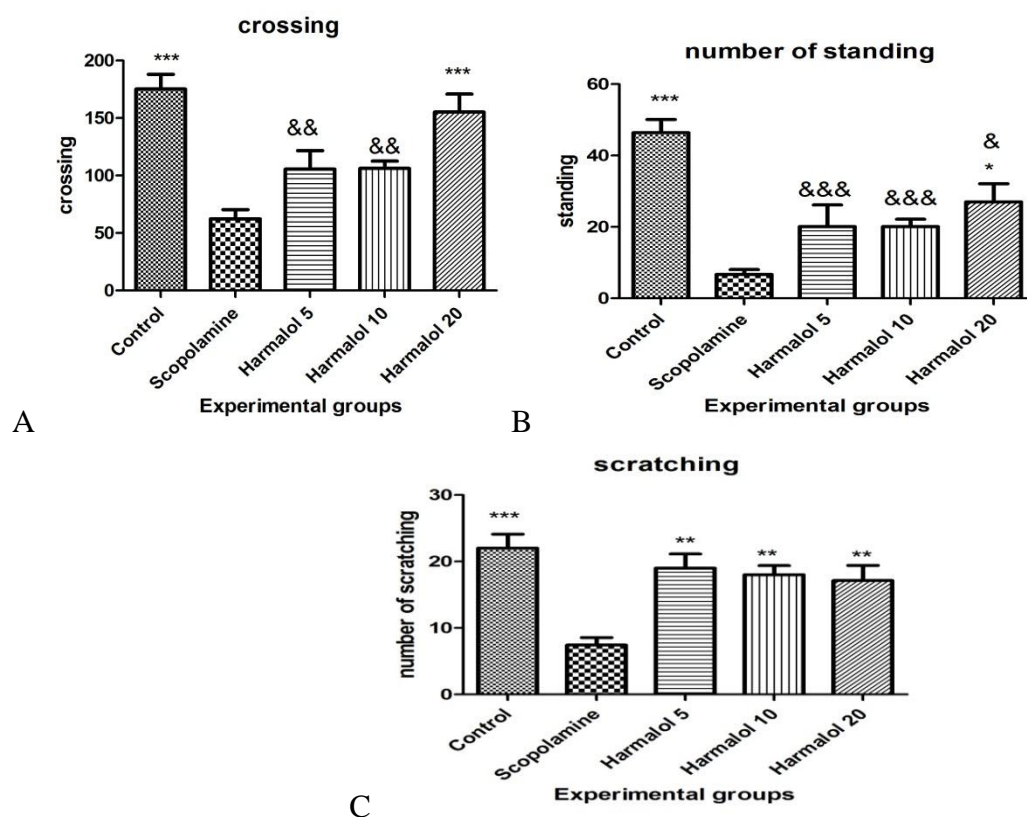 crossing
200
150
100
50
0
crossing
***
&&
&&
***
Control
Scopolamine
Harmalol 5
Harmalol 10
Harmalol 20
Experimental groups
A
number of standing
60
40
20
0
standing
***
&&&
&&&
&
*
Control
Scopolamine
Harmalol 5
Harmalol 10
Harmalol 20
Experimental groups
B
scratching
30
20
10
0
number of scratching
***
**
**
**
Control
Scopolamine
Harmalol 5
Harmalol 10
Harmalol 20
Experimental groups
C